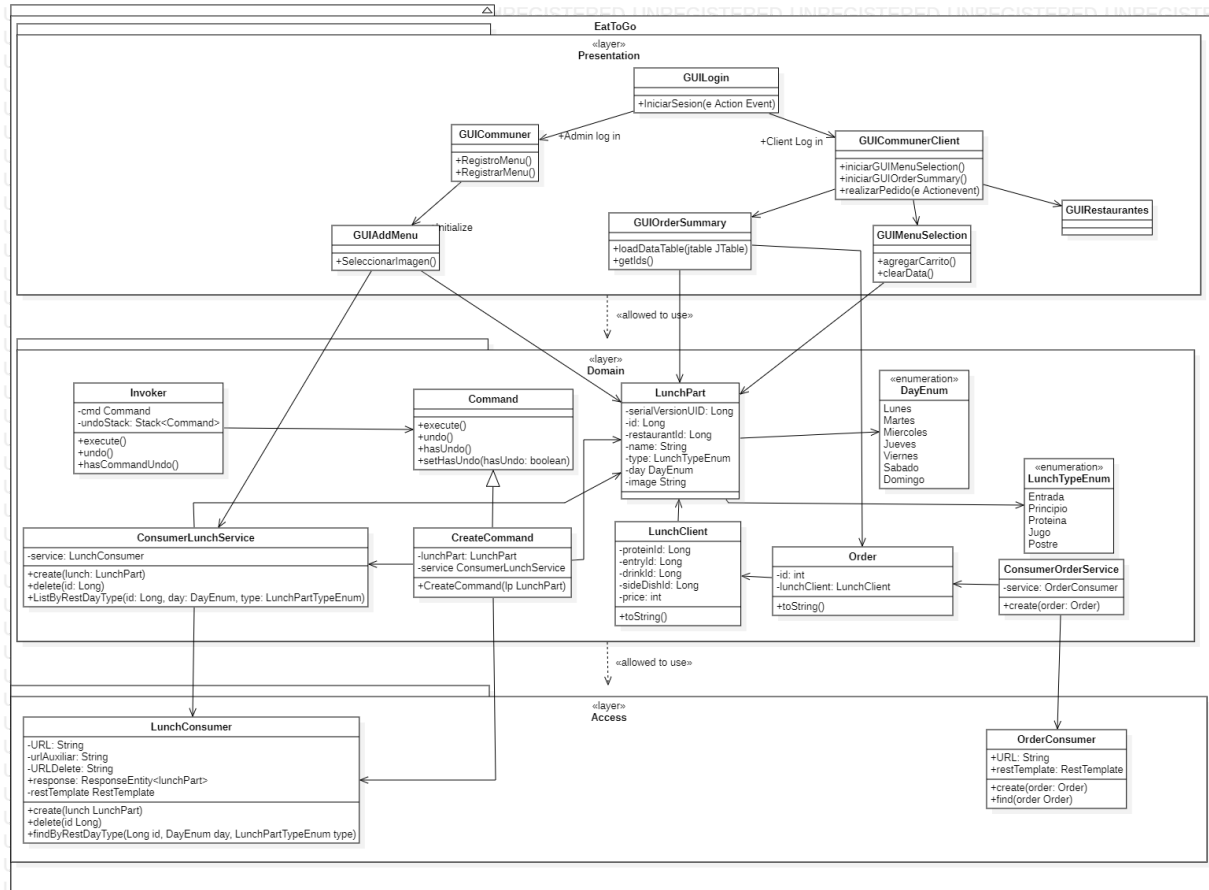 UNREGISTERED UNREGISTERED UNREGISTERED UNREGISTERED UNREGISTERED
EatToGo
«layer»
Presentation
GUILogin
+IniciarSesion(e Action Event)
+Admin log in
+Client Log in
GUICommuner
+RegistroMenu()
+RegistrarMenu()
GUICommunerClient
+iniciarGUIMenuSelection()
+iniciarGUIOrderSummary()
+realizarPedido(e Actionevent)
GUIRestaurantes
GUIOrderSummary
+loadDataTable(jtable JTable)
+getIds()
GUIMenuSelection
+agregarCarrito()
+clearData()
GUIAddMenu
+SeleccionarImagen()
+Initialize
«allowed to use»
«layer»
Domain
Invoker
-cmd Command
-undoStack: Stack<Command>
+execute()
+undo()
+hasCommandUndo()
Command
+execute()
+undo()
+hasUndo()
+setHasUndo(hasUndo: boolean)
LunchPart
-serialVersionUID: Long
-id: Long
-restaurantId: Long
-name: String
-type: LunchTypeEnum
-day DayEnum
-image String
«enumeration»
DayEnum
Lunes
Martes
Miercoles
Jueves
Viernes
Sabado
Domingo
«enumeration»
LunchTypeEnum
Entrada
Principio
Proteina
Jugo
Postre
ConsumerLunchService
-service: LunchConsumer
+create(lunch: LunchPart)
+delete(id: Long)
+ListByRestDayType(id: Long, day: DayEnum, type: LunchPartTypeEnum)
CreateCommand
-lunchPart: LunchPart
-service ConsumerLunchService
+CreateCommand(lp LunchPart)
LunchClient
-proteinId: Long
-entryId: Long
-drinkId: Long
-sideDishId: Long
-price: int
+toString()
Order
-id: int
-lunchClient: LunchClient
+toString()
ConsumerOrderService
-service: OrderConsumer
+create(order: Order)
«allowed to use»
«layer»
Access
LunchConsumer
-URL: String
-urlAuxiliar: String
-URLDelete: String
+response: ResponseEntity<lunchPart>
-restTemplate RestTemplate
+create(lunch LunchPart)
+delete(id Long)
+findByRestDayType(Long id, DayEnum day, LunchPartTypeEnum type)
OrderConsumer
+URL: String
+restTemplate: RestTemplate
+create(order: Order)
+find(order Order)